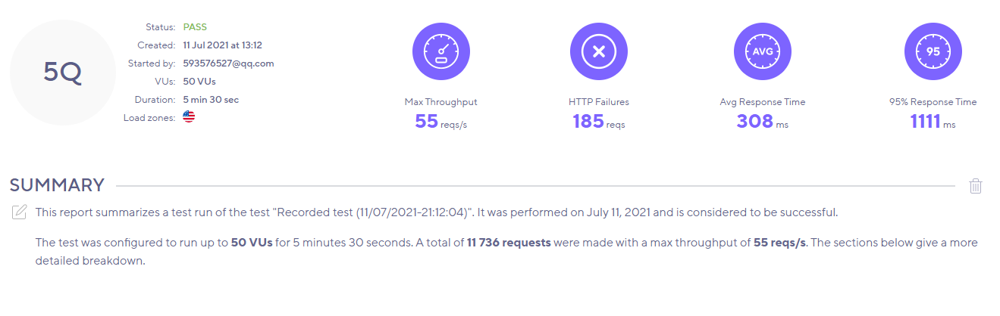 5Q
Status: PASS
Created: 11 Jul 2021 at 13:12
Started by: 593576527@qq.com
VUs: 50 VUs
Duration: 5 min 30 sec
Load zones:
Max Throughput
55 reqs/s
HTTP Failures
185 reqs
AVG
Avg Response Time
308 ms
95
95% Response Time
1111 ms
SUMMARY
This report summarizes a test run of the test "Recorded test (11/07/2021-21:12:04)". It was performed on July 11, 2021 and is considered to be successful.
The test was configured to run up to 50 VUs for 5 minutes 30 seconds. A total of 11 736 requests were made with a max throughput of 55 reqs/s. The sections below give a more
detailed breakdown.